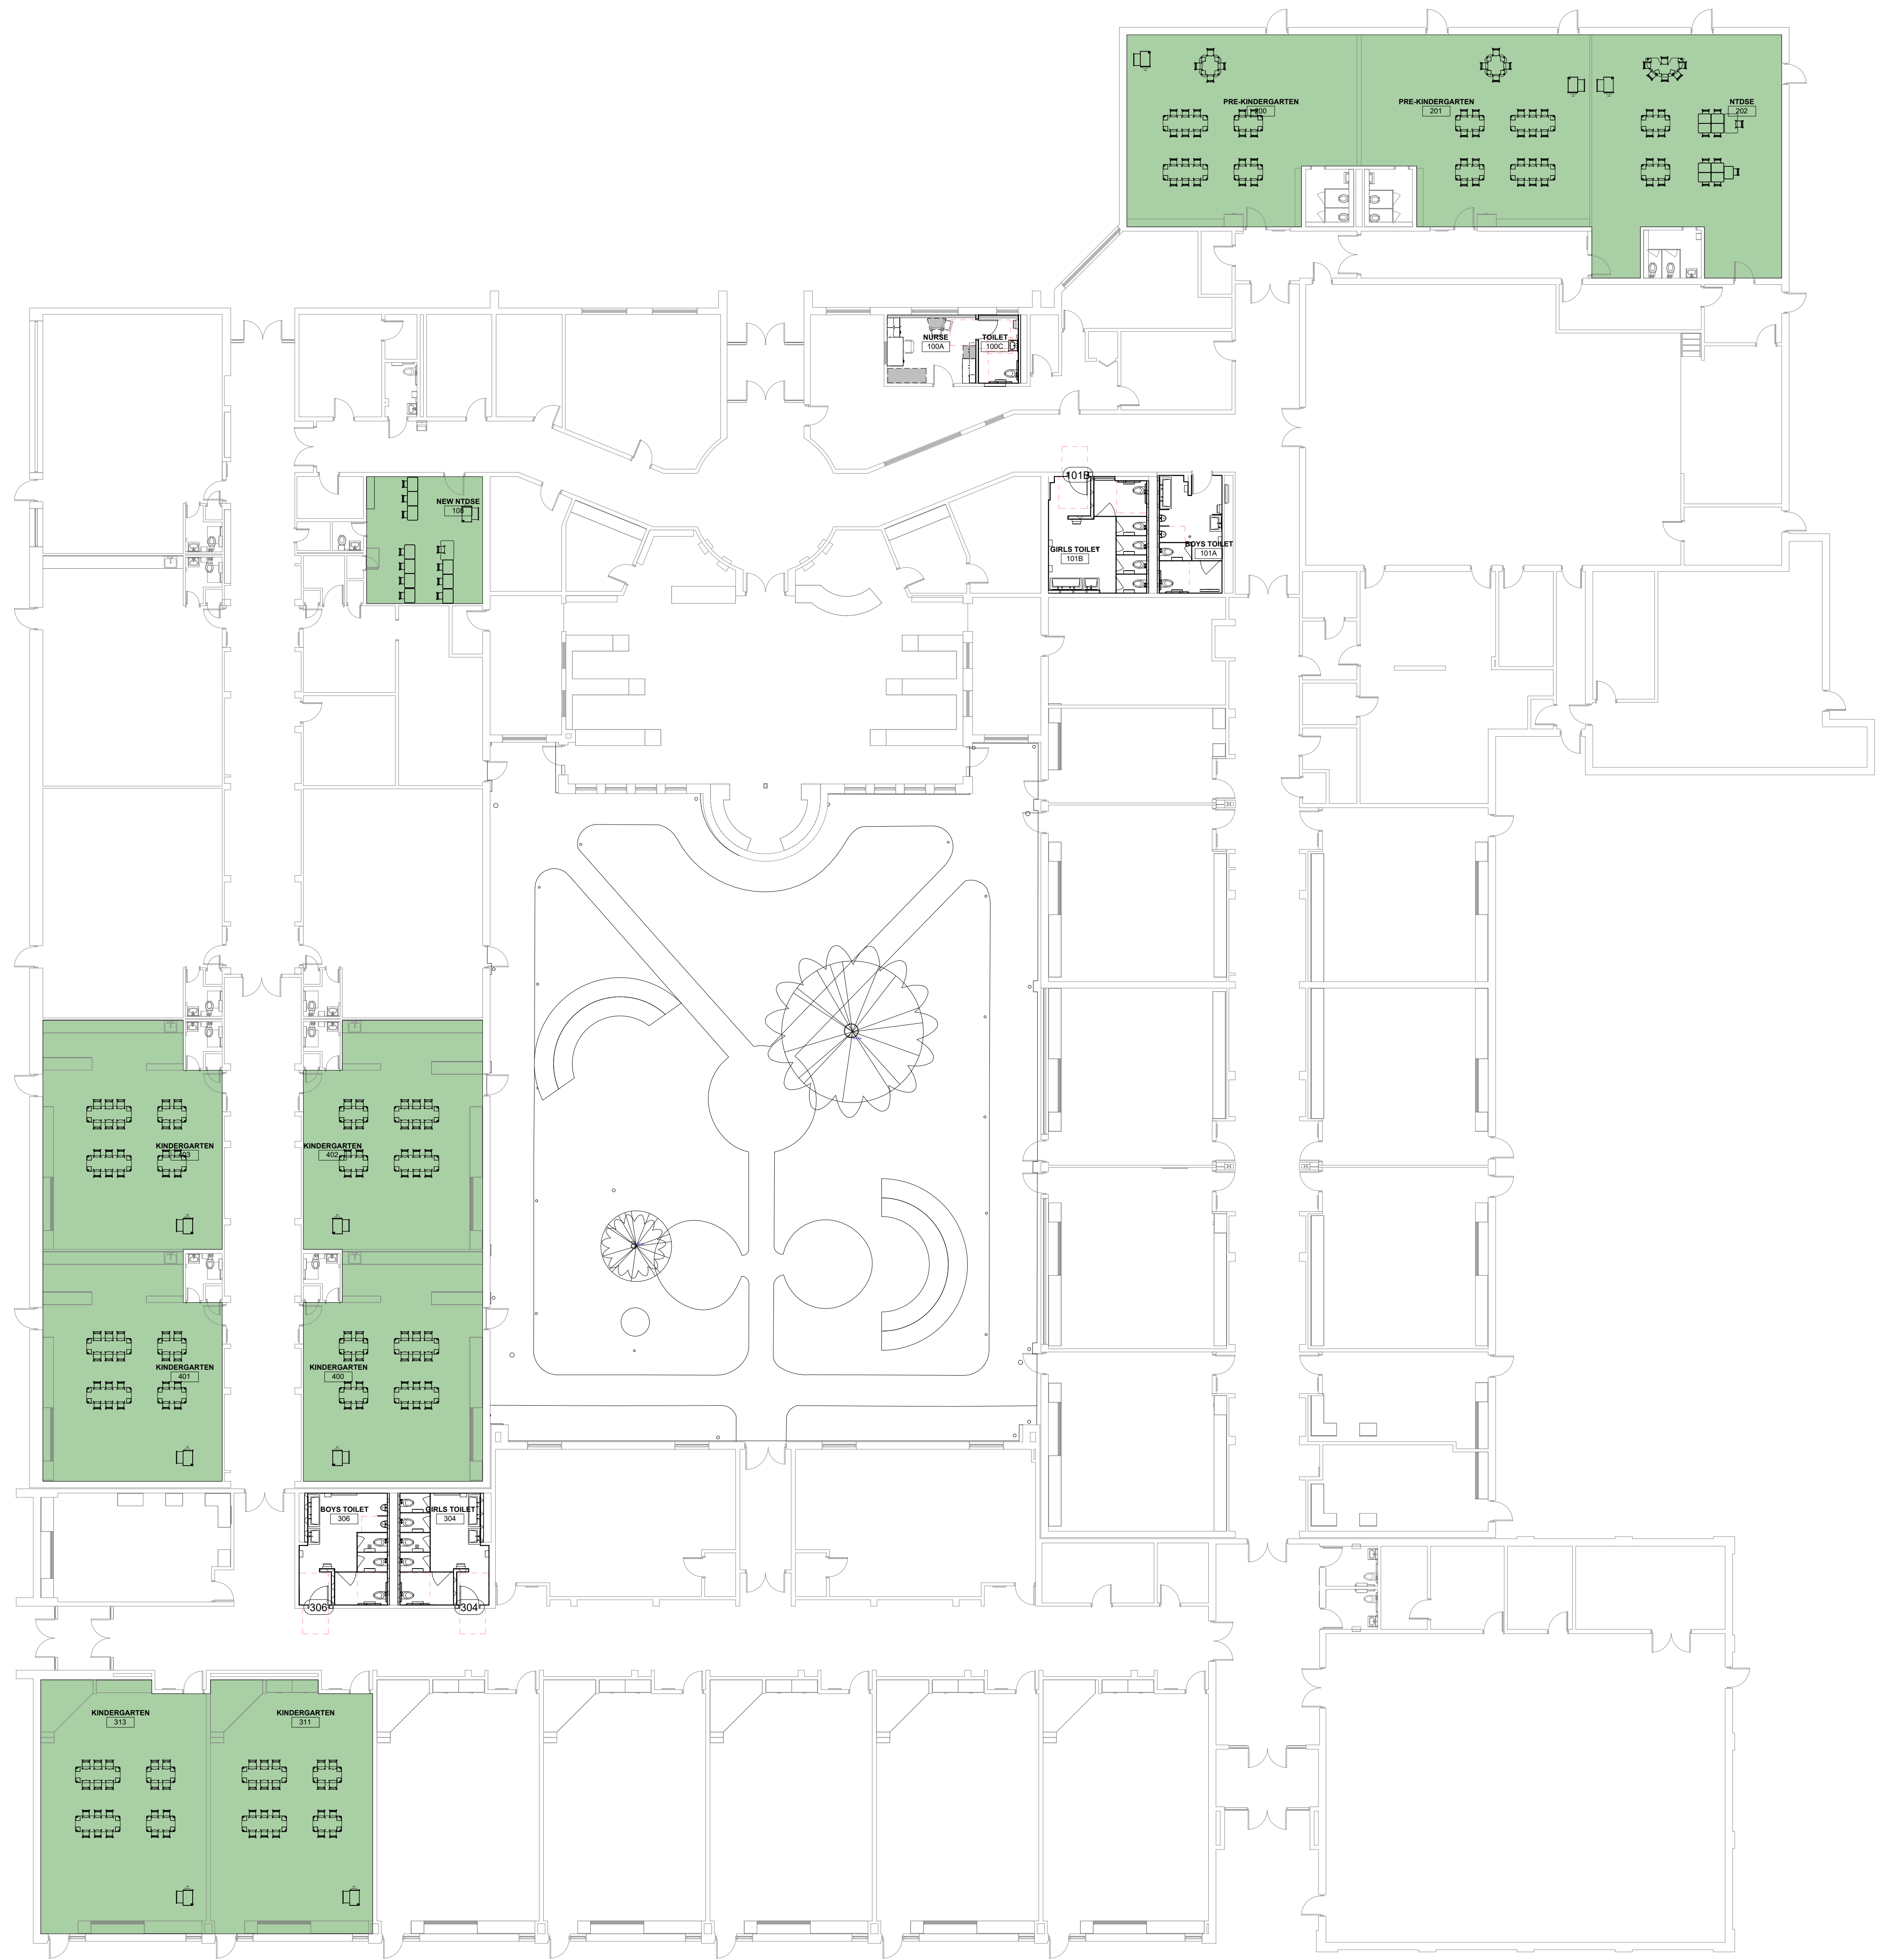 PRE-KINDERGARTEN
200
PRE-KINDERGARTEN
201
NTDSE
202
NURSE
100A
TOILET
100C
101B
NEW NTDSE
108
GIRLS TOILET
101B
BOYS TOILET
101A
KINDERGARTEN
403
KINDERGARTEN
402
KINDERGARTEN
401
KINDERGARTEN
400
BOYS TOILET
306
GIRLS TOILET
304
306
304
KINDERGARTEN
313
KINDERGARTEN
311